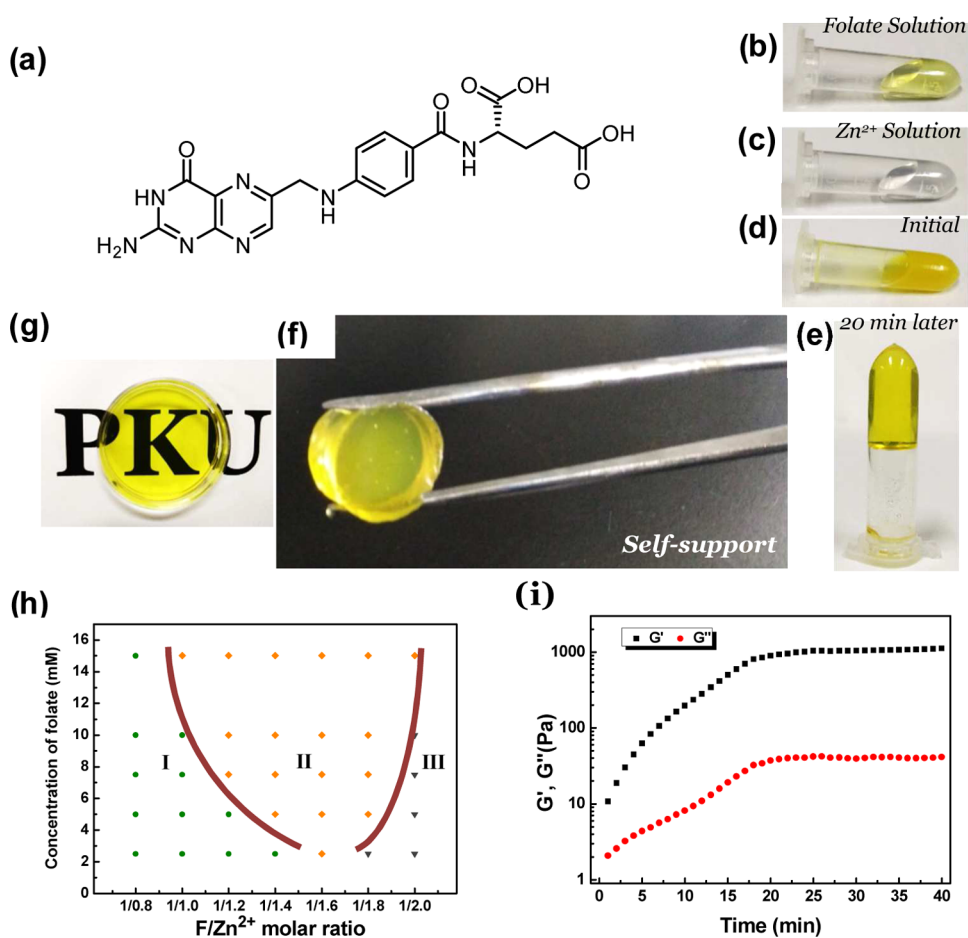 (a)
O
OH
O
O
OH
N
H
O
O
HN
N
N
H
H₂N
N
N
(b)
Folate Solution
(c)
Zn²⁺ Solution
(d)
Initial
(e)
20 min later
(g)
PKU
(f)
Self-support
(h)
Concentration of folate (mM)
16
14
12
10
8
6
4
2
0
I
II
III
1/0.8 1/1.0 1/1.2 1/1.4 1/1.6 1/1.8 1/2.0
F/Zn²⁺ molar ratio
(i)
G' G''
G', G''(Pa)
1000
100
10
1
0 5 10 15 20 25 30 35 40
Time (min)